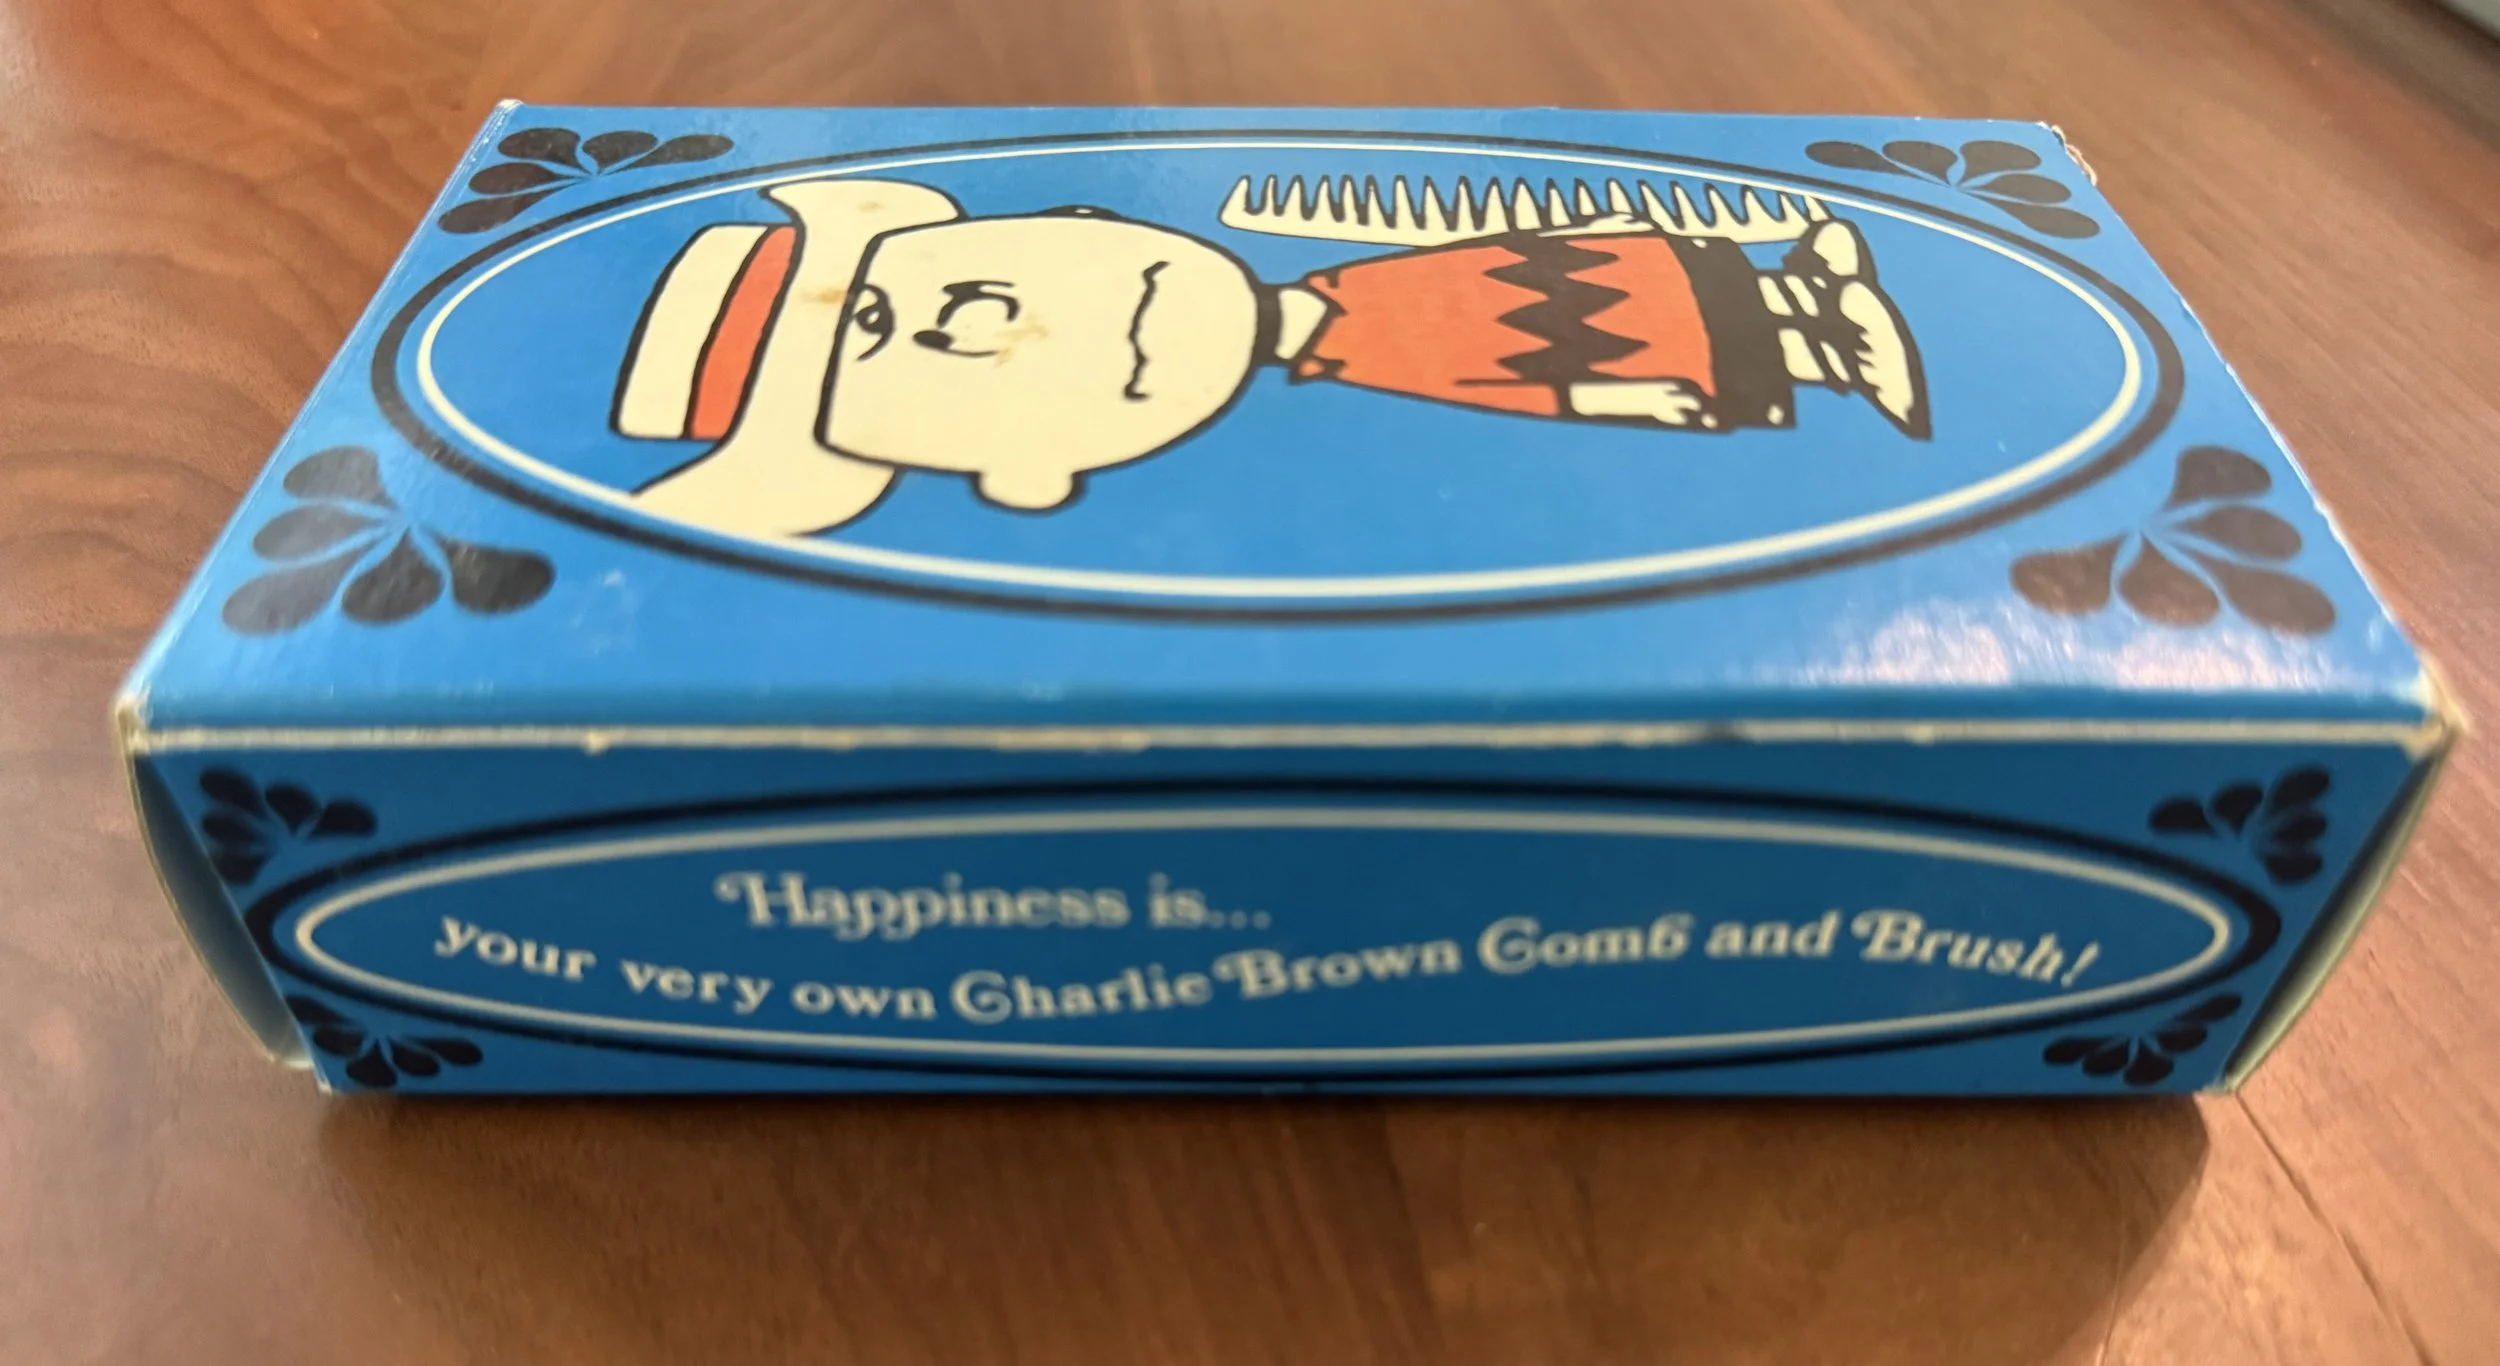 Happiness is...
your very own Charlie Brown Comb and Brush!